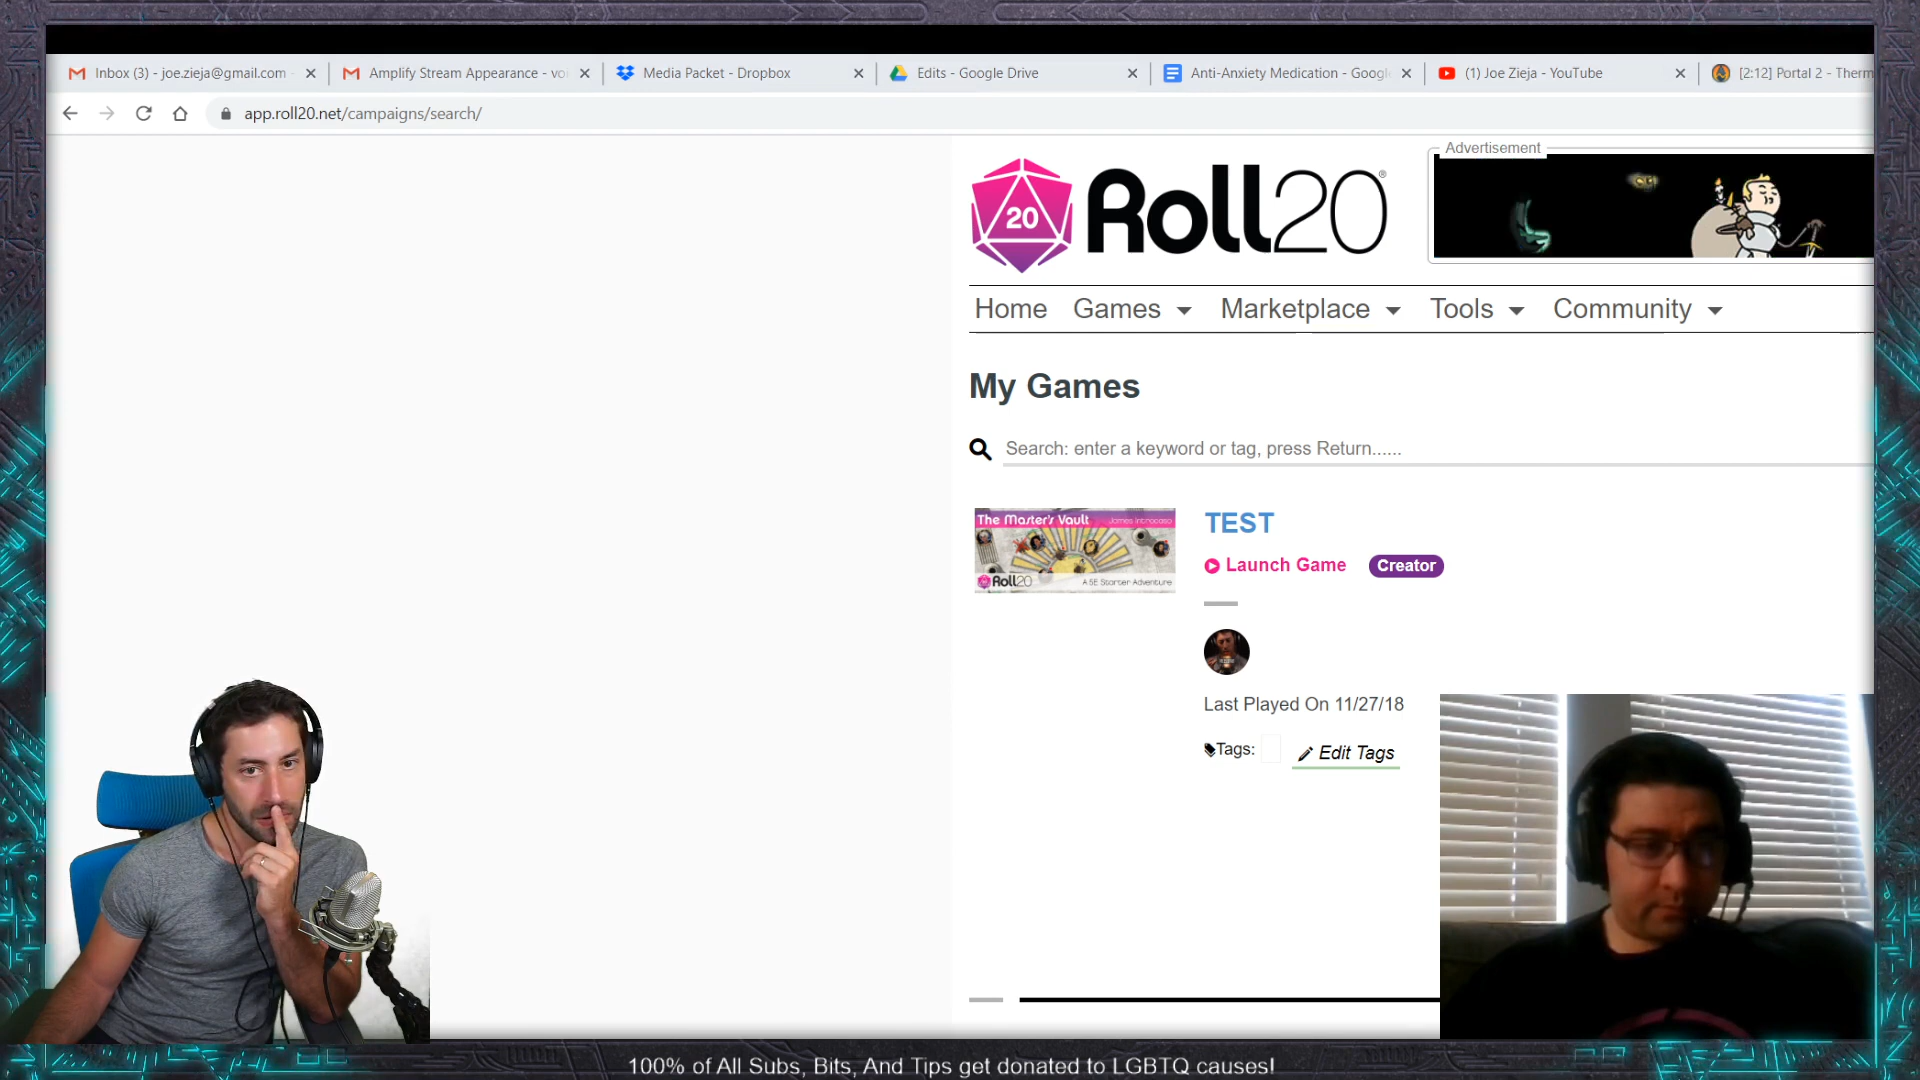 Inbox (3) - joe.zieja@gmail.com -
Amplify Stream Appearance - vo
Media Packet - Dropbox
Edits - Google Drive
Anti-Anxiety Medication - Googl
(1) Joe Zieja - YouTube
[2:12] Portal 2 - Therm
app.roll20.net/campaigns/search/
20
Roll20®
Advertisement
Home Games Marketplace Tools Community
My Games
Search: enter a keyword or tag, press Return......
The Master's Vault James Introcaso
Roll20 A 5E Starter Adventure
TEST
Launch Game Creator
Last Played On 11/27/18
Tags: Edit Tags
100% of All Subs, Bits, And Tips get donated to LGBTQ causes!